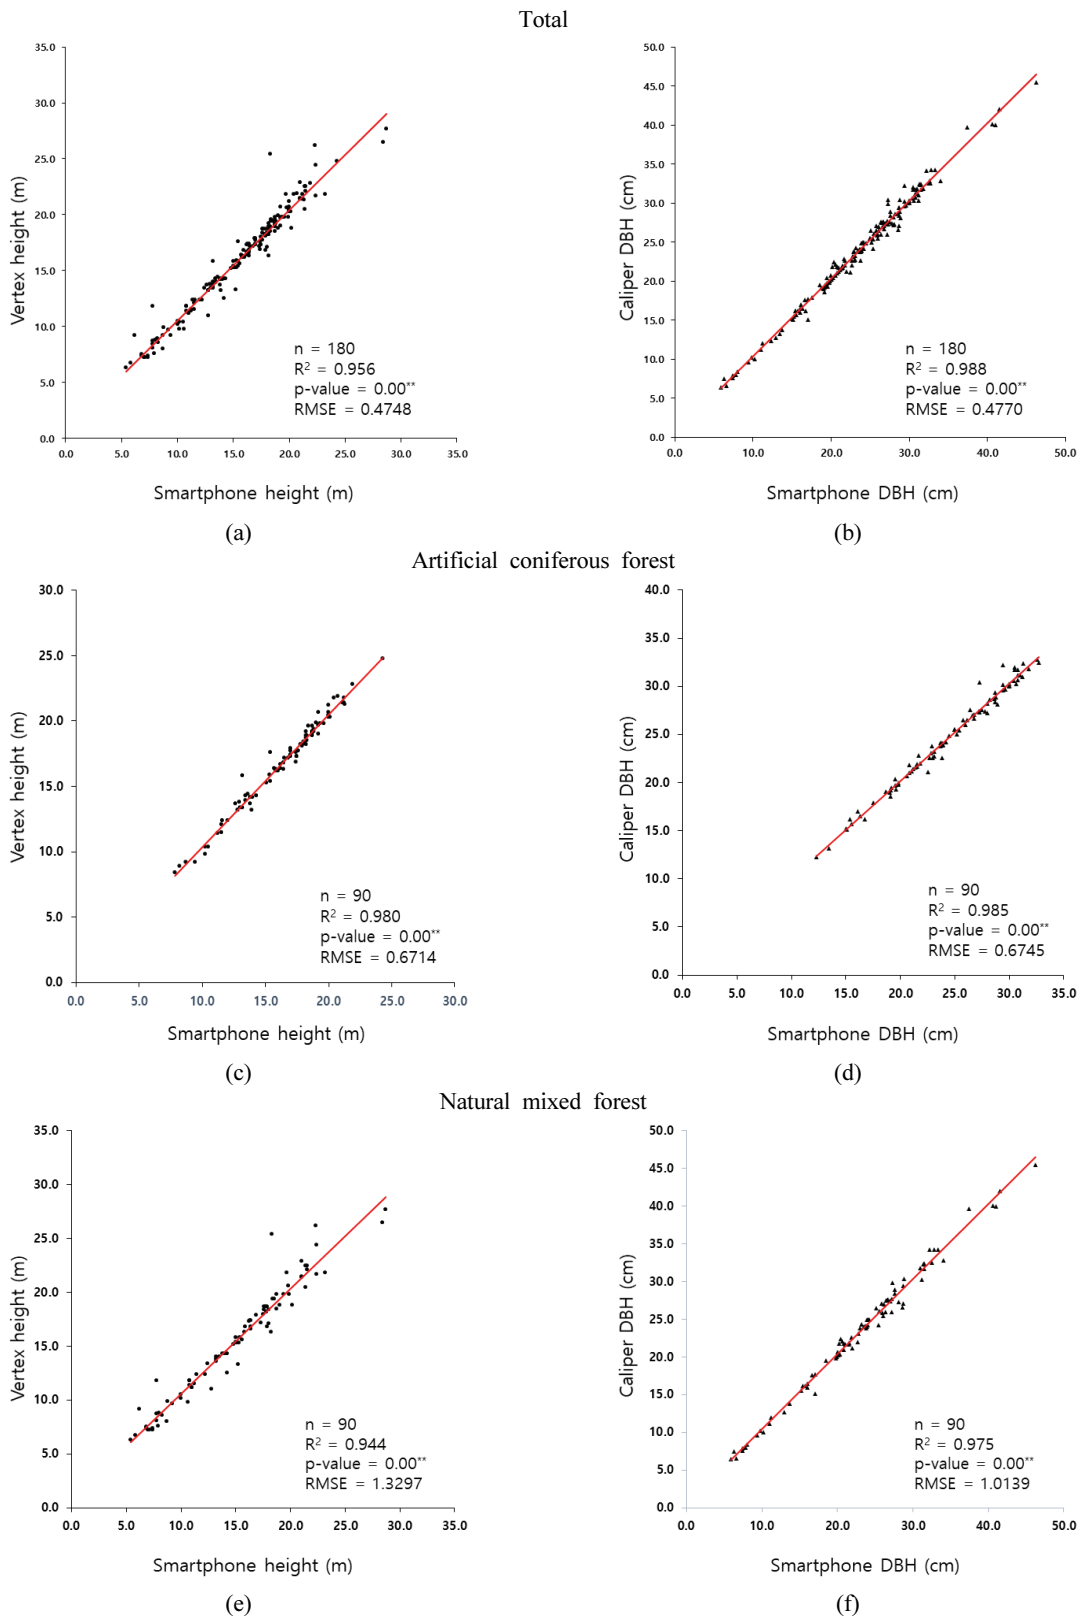 Total
35.0
30.0
25.0
20.0
15.0
10.0
5.0
0.0
Vertex height (m)
n = 180
R² = 0.956
p-value = 0.00**
RMSE = 0.4748
0.0 5.0 10.0 15.0 20.0 25.0 30.0 35.0
Smartphone height (m)
(a)
50.0
45.0
40.0
35.0
30.0
25.0
20.0
15.0
10.0
5.0
0.0
Caliper DBH (cm)
n = 180
R² = 0.988
p-value = 0.00**
RMSE = 0.4770
0.0 10.0 20.0 30.0 40.0 50.0
Smartphone DBH (cm)
(b)
Artificial coniferous forest
30.0
25.0
20.0
15.0
10.0
5.0
0.0
Vertex height (m)
n = 90
R² = 0.980
p-value = 0.00**
RMSE = 0.6714
0.0 5.0 10.0 15.0 20.0 25.0 30.0
Smartphone height (m)
(c)
40.0
35.0
30.0
25.0
20.0
15.0
10.0
5.0
0.0
Caliper DBH (cm)
n = 90
R² = 0.985
p-value = 0.00**
RMSE = 0.6745
0.0 5.0 10.0 15.0 20.0 25.0 30.0 35.0
Smartphone DBH (cm)
(d)
Natural mixed forest
35.0
30.0
25.0
20.0
15.0
10.0
5.0
0.0
Vertex height (m)
n = 90
R² = 0.944
p-value = 0.00**
RMSE = 1.3297
0.0 5.0 10.0 15.0 20.0 25.0 30.0 35.0
Smartphone height (m)
(e)
50.0
45.0
40.0
35.0
30.0
25.0
20.0
15.0
10.0
5.0
0.0
Caliper DBH (cm)
n = 90
R² = 0.975
p-value = 0.00**
RMSE = 1.0139
0.0 10.0 20.0 30.0 40.0 50.0
Smartphone DBH (cm)
(f)